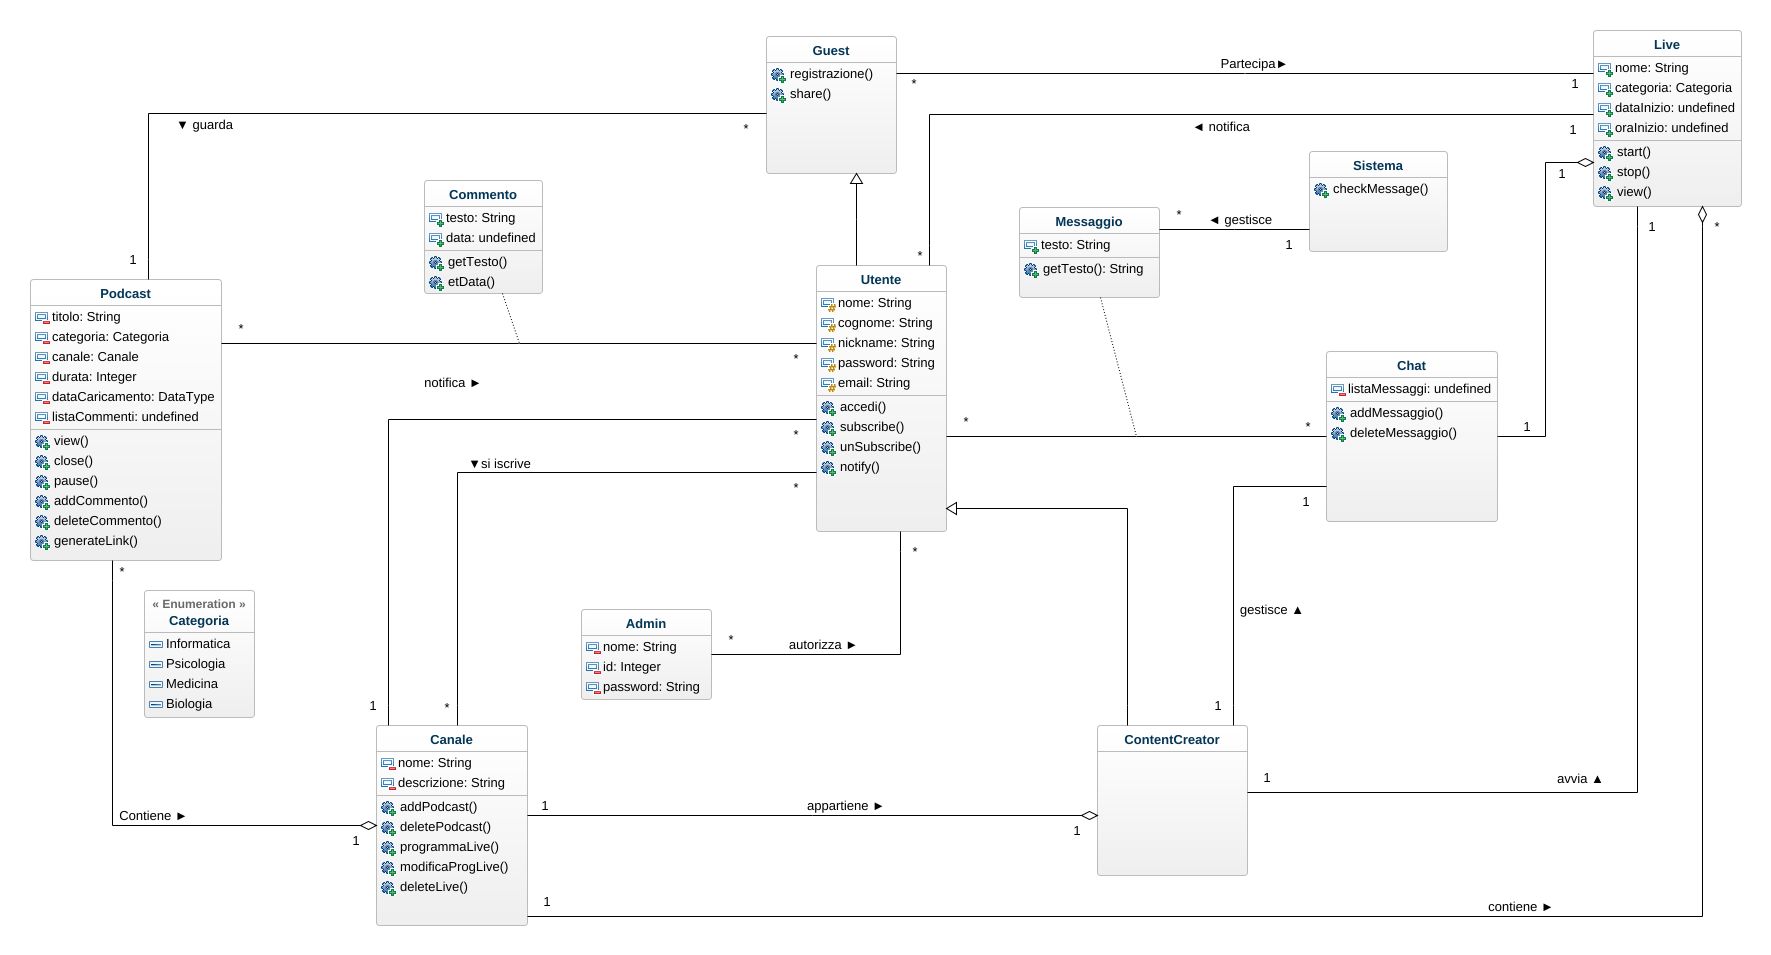 Guest
registrazione()
share()
Live
nome: String
categoria: Categoria
dataInizio: undefined
oraInizio: undefined
start()
stop()
view()
Partecipa ►
*
1
▼ guarda
*
1
◄ notifica
1
*
Sistema
checkMessage()
1
Commento
testo: String
data: undefined
getTesto()
etData()
Messaggio
testo: String
getTesto(): String
*
◄ gestisce
1
1
*
Podcast
titolo: String
categoria: Categoria
canale: Canale
durata: Integer
dataCaricamento: DataType
listaCommenti: undefined
view()
close()
pause()
addCommento()
deleteCommento()
generateLink()
*
*
Utente
nome: String
cognome: String
nickname: String
password: String
email: String
accedi()
subscribe()
unSubscribe()
notify()
notifica ►
*
▼si iscrive
*
Chat
listaMessaggi: undefined
addMessaggio()
deleteMessaggio()
*
*
1
1
*
*
« Enumeration »
Categoria
Informatica
Psicologia
Medicina
Biologia
Admin
nome: String
id: Integer
password: String
*
autorizza ►
gestisce ▲
1
*
1
Canale
nome: String
descrizione: String
addPodcast()
deletePodcast()
programmaLive()
modificaProgLive()
deleteLive()
Contiene ►
1
ContentCreator
1
avvia ▲
1
appartiene ►
1
1
contiene ►